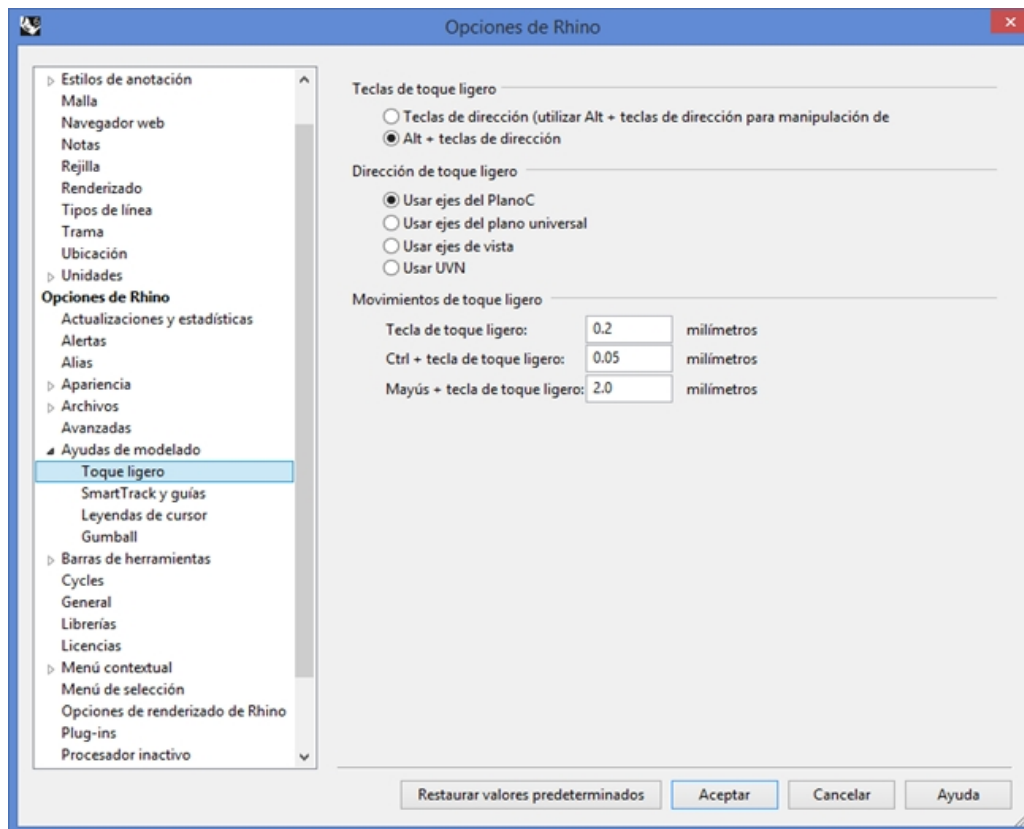 Opciones de Rhino
Estilos de anotación
Malla
Navegador web
Notas
Rejilla
Renderizado
Tipos de línea
Trama
Ubicación
Unidades
Opciones de Rhino
Actualizaciones y estadísticas
Alertas
Alias
Apariencia
Archivos
Avanzadas
Ayudas de modelado
Toque ligero
SmartTrack y guías
Leyendas de cursor
Gumball
Barras de herramientas
Cycles
General
Librerías
Licencias
Menú contextual
Menú de selección
Opciones de renderizado de Rhino
Plug-ins
Procesador inactivo
Teclas de toque ligero
Teclas de dirección (utilizar Alt + teclas de dirección para manipulación de
Alt + teclas de dirección
Dirección de toque ligero
Usar ejes del PlanoC
Usar ejes del plano universal
Usar ejes de vista
Usar UVN
Movimientos de toque ligero
Tecla de toque ligero: 0.2 milímetros
Ctrl + tecla de toque ligero: 0.05 milímetros
Mayús + tecla de toque ligero: 2.0 milímetros
Restaurar valores predeterminados Aceptar Cancelar Ayuda